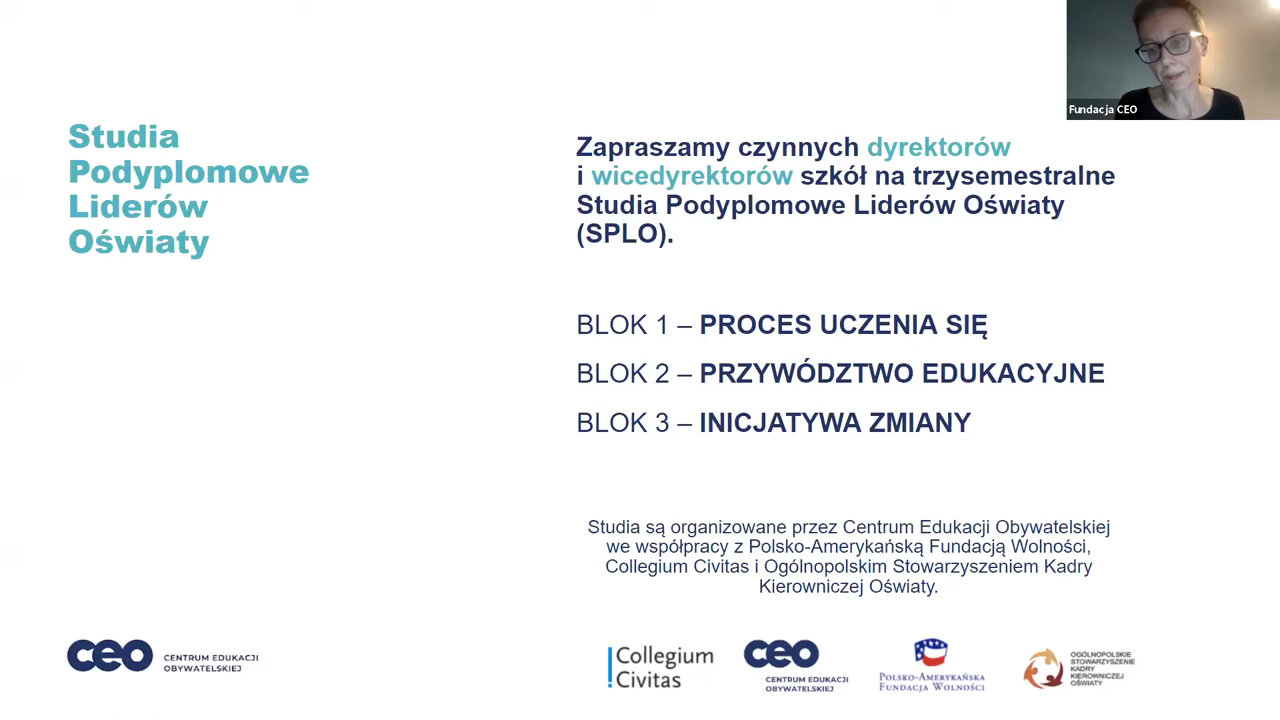 Fundacja CEO
Studia
Podyplomowe
Liderów
Oświaty
Zapraszamy czynnych dyrektorów
i wicedyrektorów szkół na trzysemestralne
Studia Podyplomowe Liderów Oświaty
(SPLO).
BLOK 1 – PROCES UCZENIA SIĘ
BLOK 2 – PRZYWÓDZTWO EDUKACYJNE
BLOK 3 – INICJATYWA ZMIANY
Studia są organizowane przez Centrum Edukacji Obywatelskiej
we współpracy z Polsko-Amerykańską Fundacją Wolności,
Collegium Civitas i Ogólnopolskim Stowarzyszeniem Kadry
Kierowniczej Oświaty.
ceo
CENTRUM EDUKACJI
OBYWATELSKIEJ
Collegium
Civitas
ceo
CENTRUM EDUKACJI
OBYWATELSKIEJ
POLSKO-AMERYKAŃSKA
FUNDACJA WOLNOŚCI
OGÓLNOPOLSKIE
STOWARZYSZENIE
KADRY
KIEROWNICZEJ
OŚWIATY